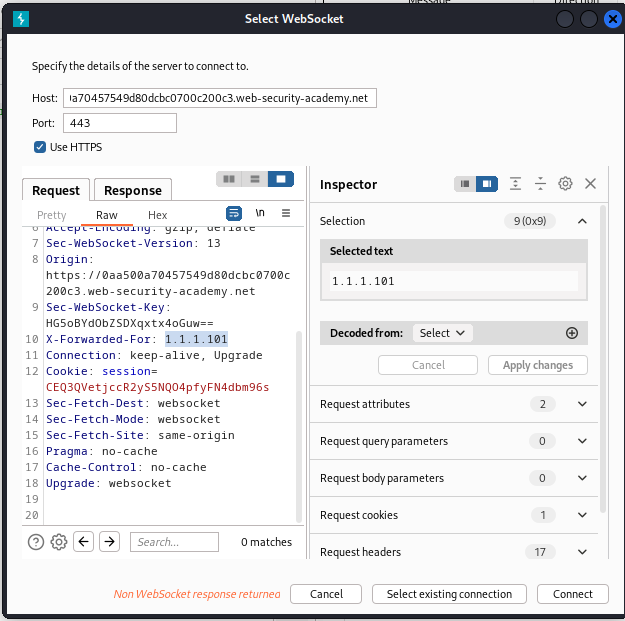 Message
Direction
Select WebSocket
Specify the details of the server to connect to.
Host: 0a70457549d80dcbc0700c200c3.web-security-academy.net
Port: 443
Use HTTPS
Request Response
Pretty Raw Hex \n
6 Accept-Encoding: gzip, deflate
7 Sec-WebSocket-Version: 13
8 Origin:
https://0aa500a70457549d80dcbc0700c
200c3.web-security-academy.net
9 Sec-WebSocket-Key:
HG5oBYdObZSDXqxtx4oGuw==
10 X-Forwarded-For: 1.1.1.101
11 Connection: keep-alive, Upgrade
12 Cookie: session=
CEQ3QVetjccR2yS5NQO4pfyFN4dbm96s
13 Sec-Fetch-Dest: websocket
14 Sec-Fetch-Mode: websocket
15 Sec-Fetch-Site: same-origin
16 Pragma: no-cache
17 Cache-Control: no-cache
18 Upgrade: websocket
19
20
Search... 0 matches
Inspector
Selection 9 (0x9)
Selected text
1.1.1.101
Decoded from: Select
Cancel Apply changes
Request attributes 2
Request query parameters 0
Request body parameters 0
Request cookies 1
Request headers 17
Non WebSocket response returned Cancel Select existing connection Connect